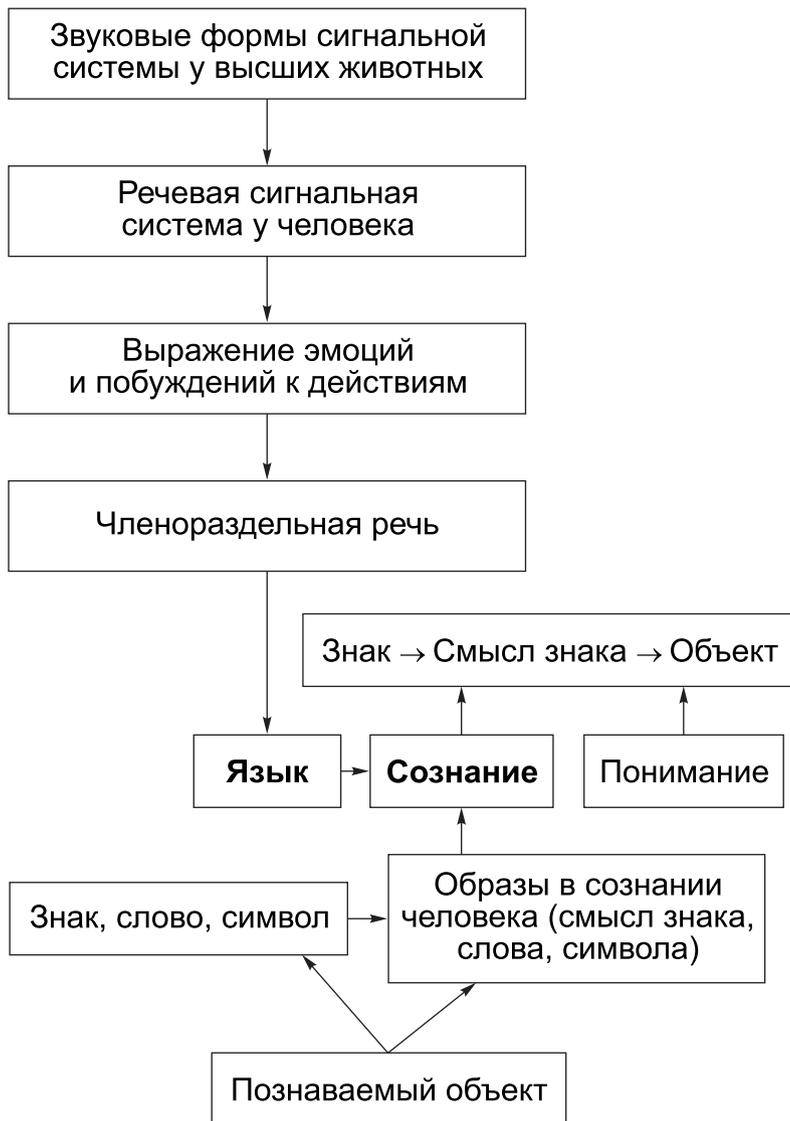 Звуковые формы сигнальной
системы у высших животных
Речевая сигнальная
система у человека
Выражение эмоций
и побуждений к действиям
Членораздельная речь
Знак → Смысл знака → Объект
Язык
Сознание
Понимание
Знак, слово, символ
Образы в сознании
человека (смысл знака,
слова, символа)
Познаваемый объект